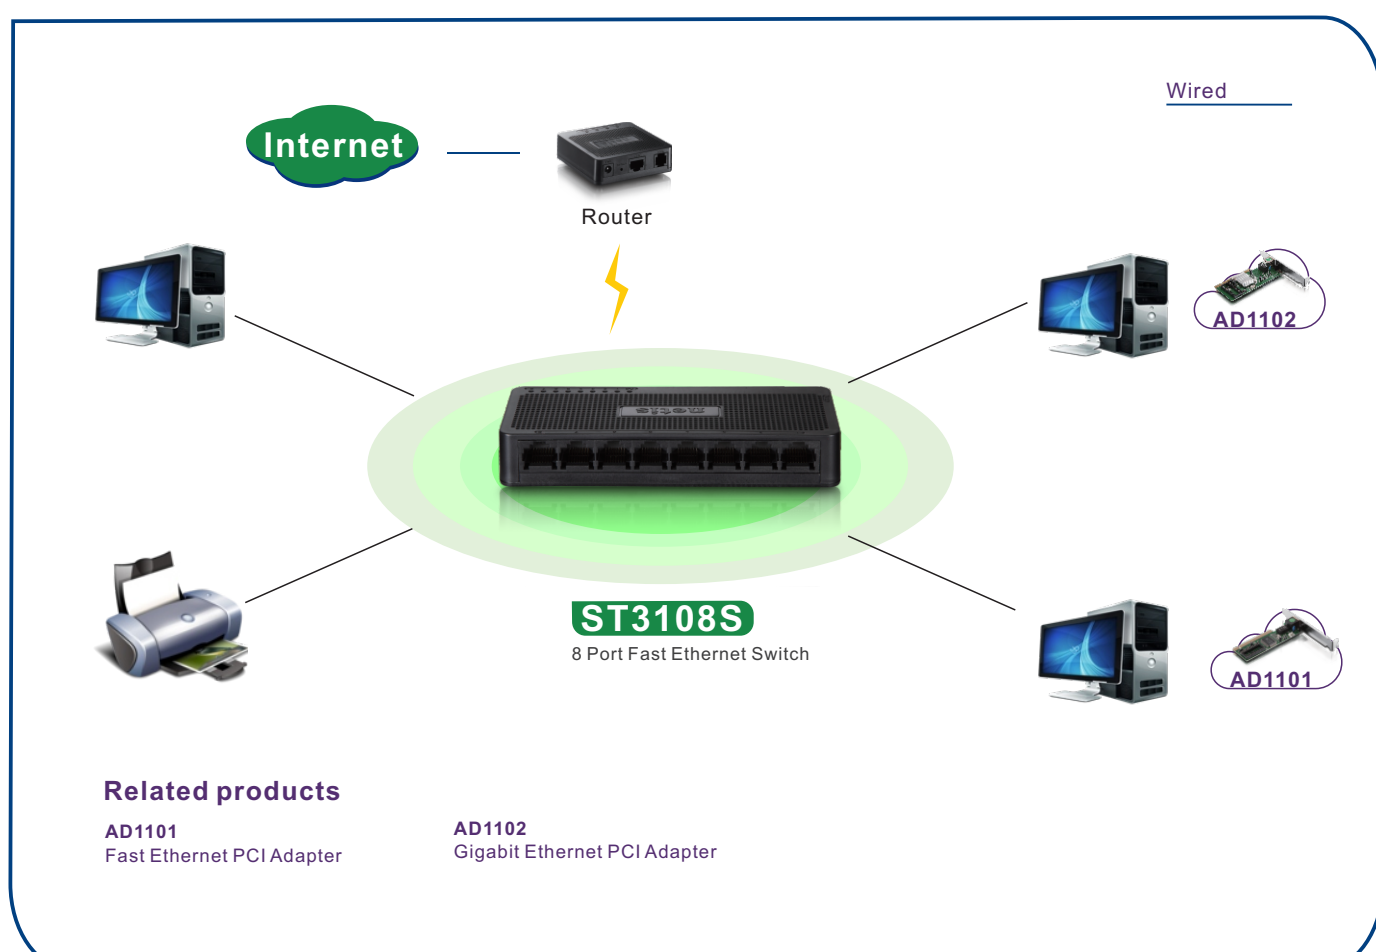 Wired
Internet
Router
AD1102
netis
ST3108S
8 Port Fast Ethernet Switch
AD1101
Related products
AD1101
Fast Ethernet PCI Adapter
AD1102
Gigabit Ethernet PCI Adapter